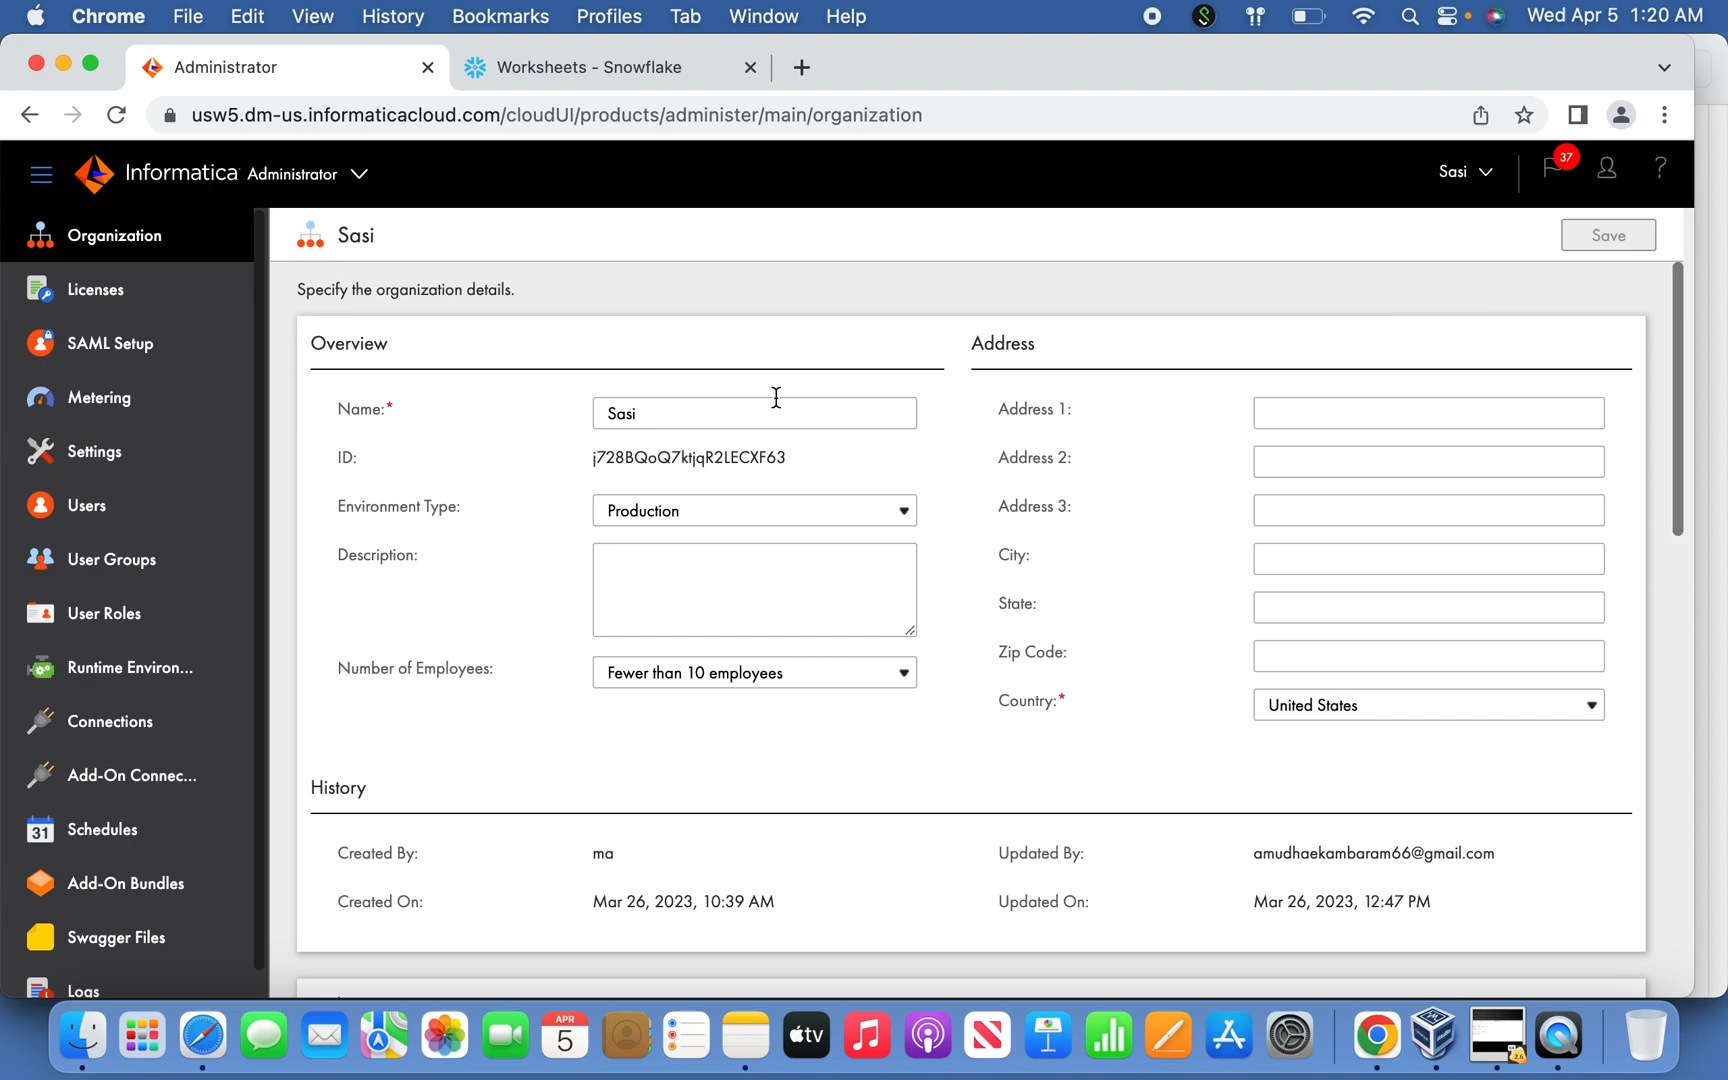 Chrome File Edit View History Bookmarks Profiles Tab Window Help Wed Apr 5 1:20 AM
Administrator Worksheets - Snowflake
usw5.dm-us.informaticacloud.com/cloudUI/products/administer/main/organization
Informatica Administrator Sasi 37 ?
Organization
Licenses
SAML Setup
Metering
Settings
Users
User Groups
User Roles
Runtime Environ...
Connections
Add-On Connec...
31 Schedules
Add-On Bundles
Swagger Files
Logs
Sasi Save
Specify the organization details.
Overview
Name:* Sasi
ID: j728BQoQ7ktjqR2LECXF63
Environment Type: Production
Description:
Number of Employees: Fewer than 10 employees
Address
Address 1:
Address 2:
Address 3:
City:
State:
Zip Code:
Country:* United States
History
Created By: ma
Created On: Mar 26, 2023, 10:39 AM
Updated By: amudhaekambaram66@gmail.com
Updated On: Mar 26, 2023, 12:47 PM
APR
5
tv